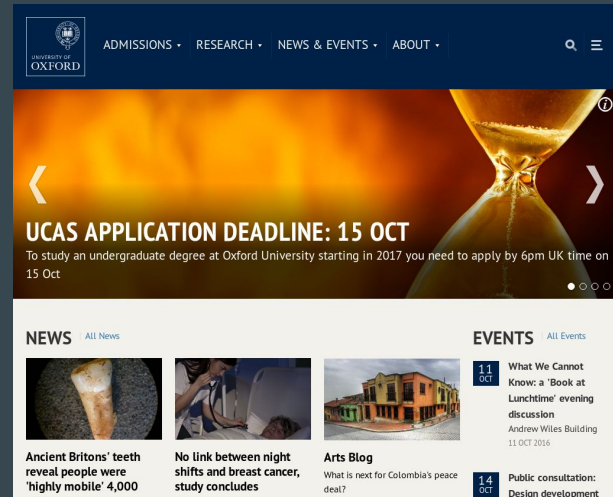 UNIVERSITY OF
OXFORD
ADMISSIONS
RESEARCH
NEWS & EVENTS
ABOUT
UCAS APPLICATION DEADLINE: 15 OCT
To study an undergraduate degree at Oxford University starting in 2017 you need to apply by 6pm UK time on
15 Oct
NEWS
All News
Ancient Britons' teeth
reveal people were
'highly mobile' 4,000
No link between night
shifts and breast cancer,
study concludes
Arts Blog
What is next for Colombia's peace
deal?
EVENTS
All Events
11
OCT
What We Cannot
Know: a 'Book at
Lunchtime' evening
discussion
Andrew Wiles Building
11 OCT 2016
14
OCT
Public consultation:
Design development